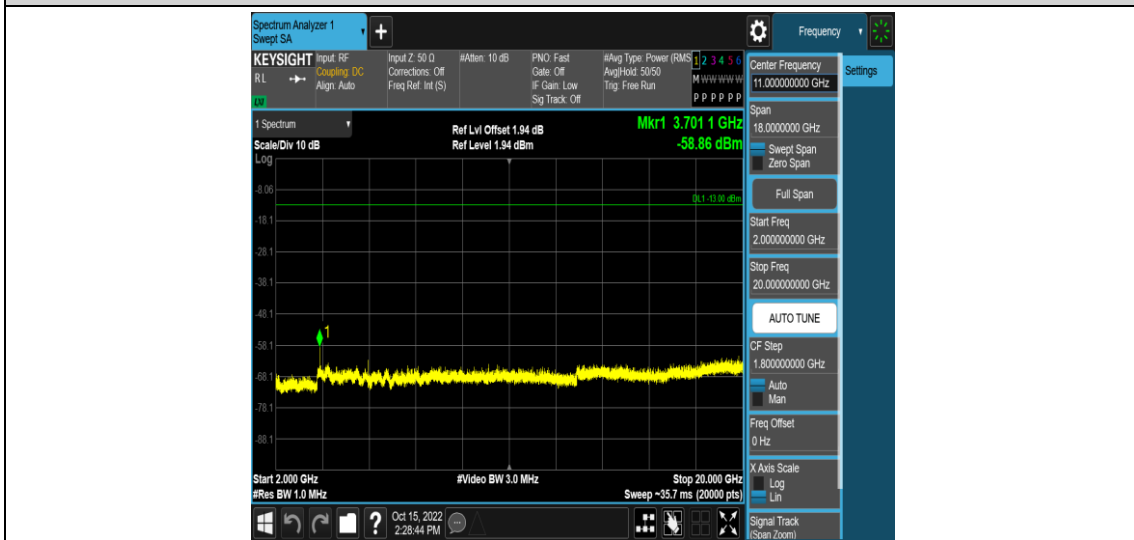 Spectrum Analyzer 1
Swept SA
+
Frequency
KEYSIGHT
RL
Input: RF
Coupling: DC
Align: Auto
Input Z: 50 Ω
Corrections: Off
Freq Ref: Int (S)
#Atten: 10 dB
PNO: Fast
Gate: Off
IF Gain: Low
Sig Track: Off
#Avg Type: Power (RMS
Avg|Hold: 50/50
Trig: Free Run
1 2 3 4 5 6
M W W W W W
P P P P P P
1 Spectrum
Scale/Div 10 dB
Log
Ref Lvl Offset 1.94 dB
Ref Level 1.94 dBm
Mkr1 3.701 1 GHz
-58.86 dBm
-8.06
DL1 -13.00 dBm
-18.1
-28.1
-38.1
-48.1
1
-58.1
-68.1
-78.1
-88.1
Start 2.000 GHz
#Res BW 1.0 MHz
#Video BW 3.0 MHz
Stop 20.000 GHz
Sweep ~35.7 ms (20000 pts)
?
Oct 15, 2022
2:28:44 PM
Center Frequency
11.000000000 GHz
Settings
Span
18.0000000 GHz
Swept Span
Zero Span
Full Span
Start Freq
2.000000000 GHz
Stop Freq
20.000000000 GHz
AUTO TUNE
CF Step
1.800000000 GHz
Auto
Man
Freq Offset
0 Hz
X Axis Scale
Log
Lin
Signal Track
(Span Zoom)